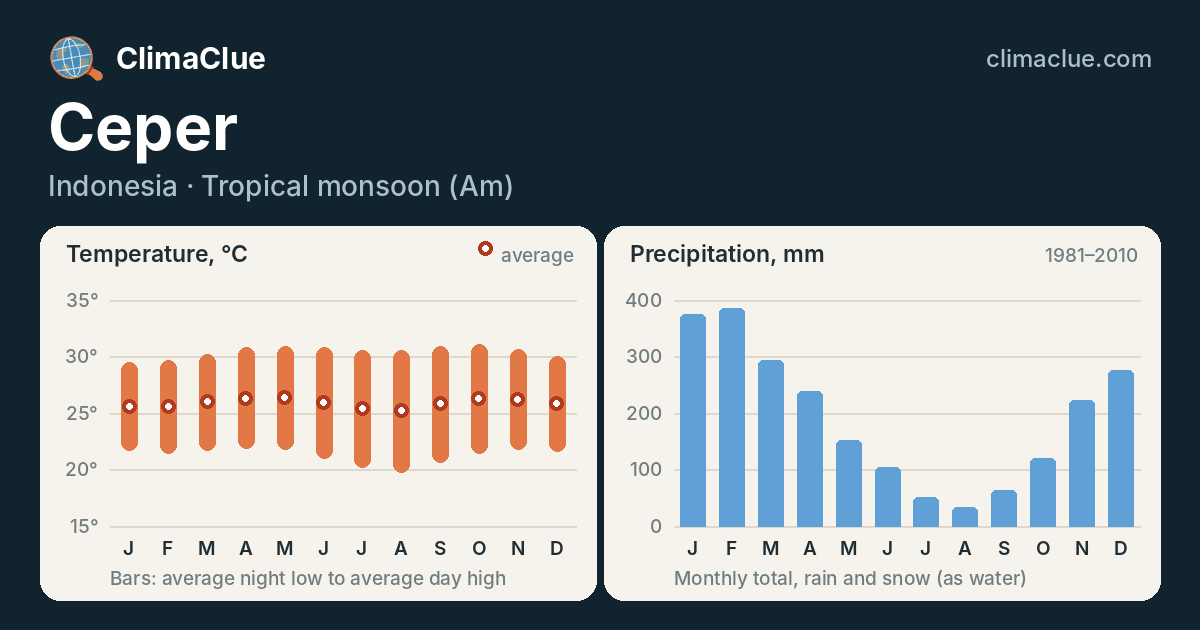 ClimaClue
climaclue.com
Ceper
Indonesia · Tropical monsoon (Am)
Temperature, °C
average
35°
30°
25°
20°
15°
J F M A M J J A S O N D
Bars: average night low to average day high
Precipitation, mm
1981–2010
400
300
200
100
0
J F M A M J J A S O N D
Monthly total, rain and snow (as water)